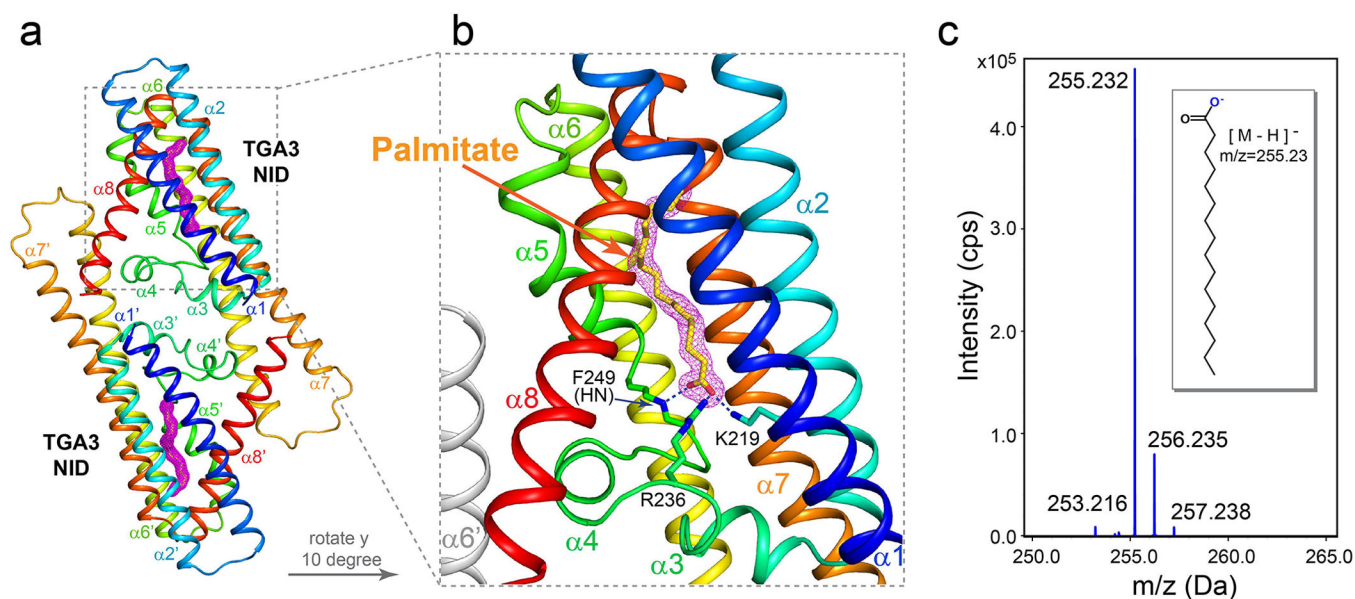 a
α6
α2
TGA3
NID
α8
α5
α7’
α4
α3
α1
α1’
α3’
α4’
α7
α5’
TGA3
NID
α8’
α6’
α2’
rotate y
10 degree
b
α6
Palmitate
α2
α5
F249
(HN)
α8
K219
α7
R236
α6’
α4
α3
α1
c
x10⁵
255.232
4.0
O
O⁻
[ M - H ] ⁻
m/z=255.23
3.0
Intensity (cps)
2.0
1.0
256.235
253.216
257.238
0.0
250.0 255.0 260.0 265.0
m/z (Da)